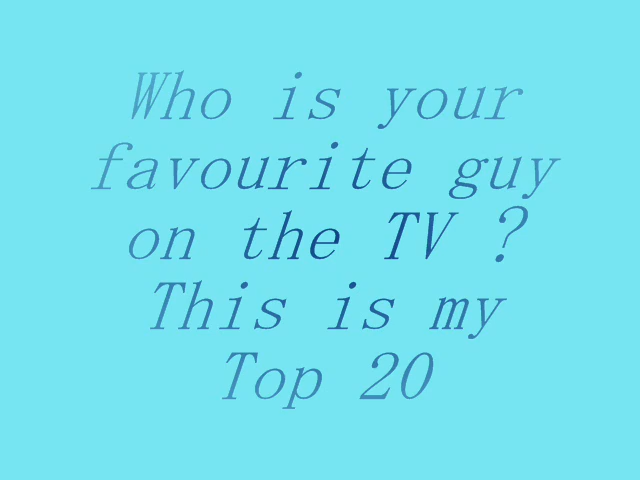 Who is your
favourite guy
on the TV ?
This is my
Top 20